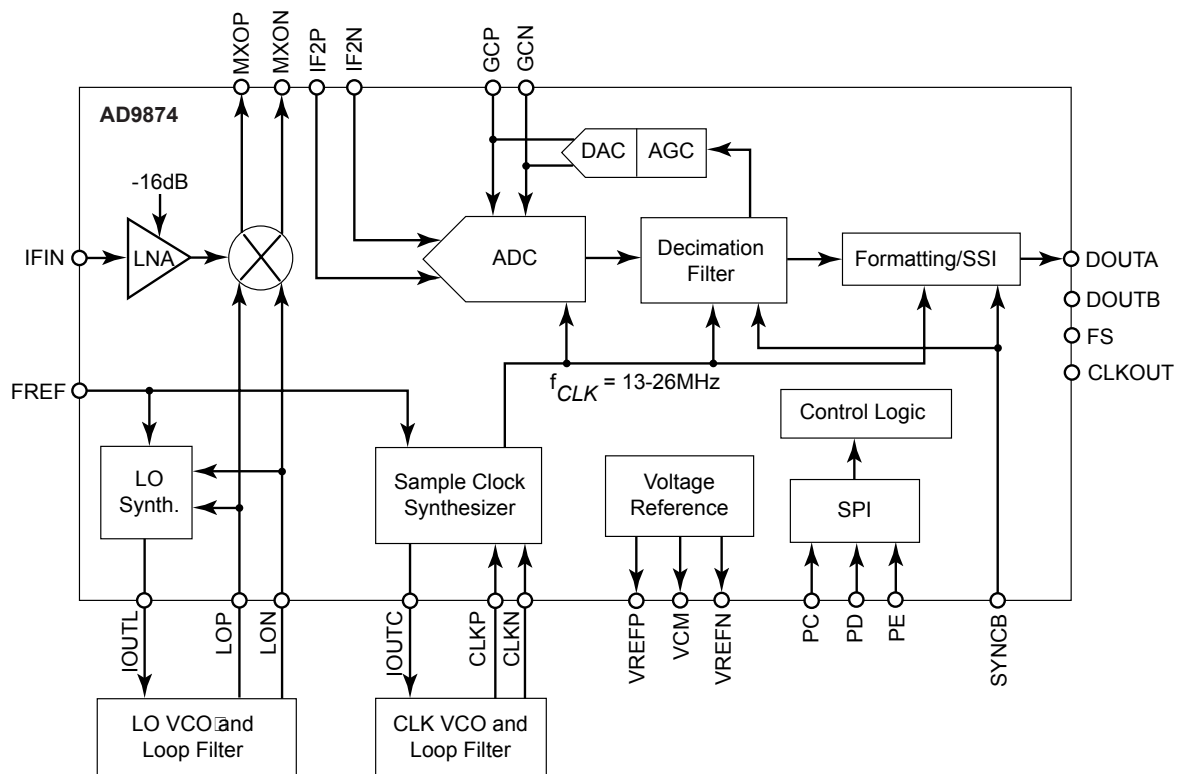 MXOP
MXON
IF2P
IF2N
GCP
GCN
AD9874
DAC
AGC
-16dB
IFIN
LNA
ADC
Decimation
Filter
Formatting/SSI
DOUTA
DOUTB
FS
CLKOUT
FREF
fCLK = 13-26MHz
Control Logic
LO
Synth.
Sample Clock
Synthesizer
Voltage
Reference
SPI
IOUTL
LOP
LON
IOUTC
CLKP
CLKN
VREFP
VCM
VREFN
PC
PD
PE
SYNCB
LO VCO and
Loop Filter
CLK VCO and
Loop Filter